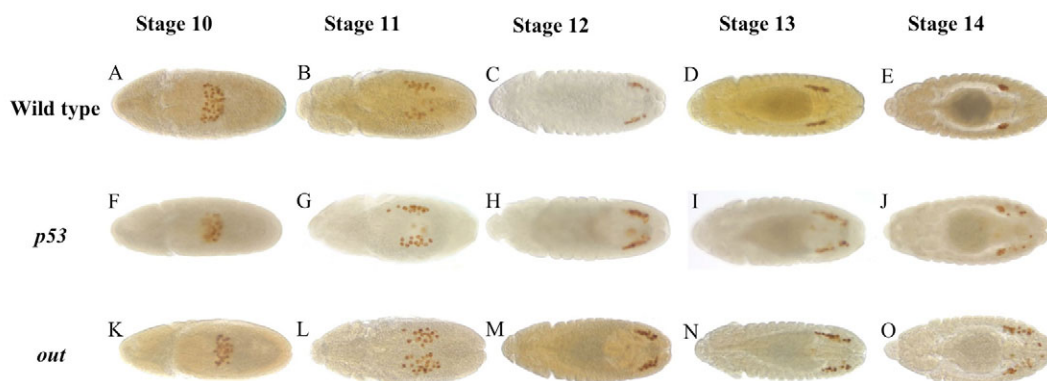 Stage 10 Stage 11 Stage 12 Stage 13 Stage 14
A B C D E
Wild type
F G H I J
p53
K L M N O
out